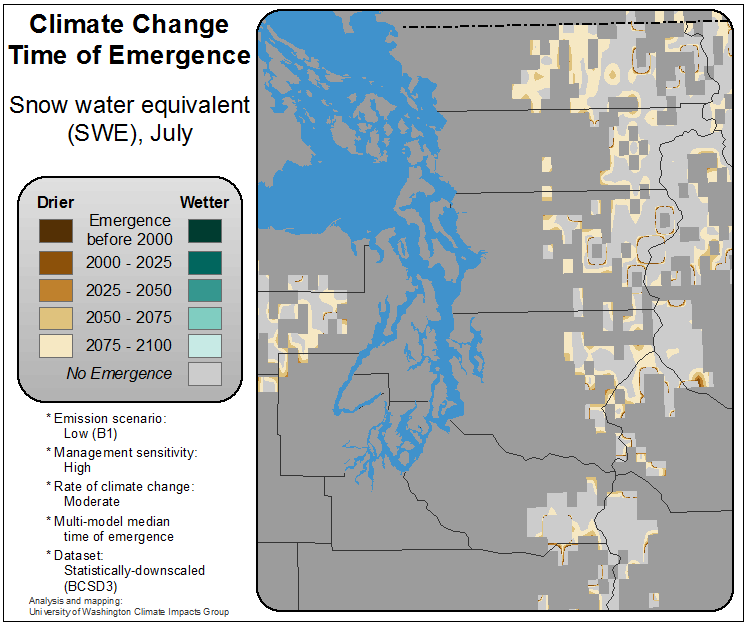 Climate Change
Time of Emergence
Snow water equivalent
(SWE), July
Drier Wetter
Emergence
before 2000
2000 - 2025
2025 - 2050
2050 - 2075
2075 - 2100
No Emergence
* Emission scenario:
Low (B1)
* Management sensitivity:
High
* Rate of climate change:
Moderate
* Multi-model median
time of emergence
* Dataset:
Statistically-downscaled
(BCSD3)
Analysis and mapping:
University of Washington Climate Impacts Group